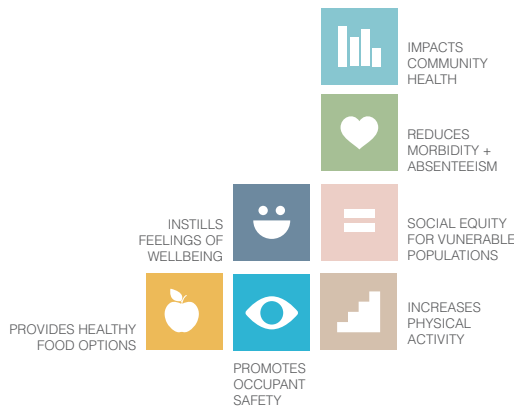 IMPACTS
COMMUNITY
HEALTH
REDUCES
MORBIDITY +
ABSENTEEISM
INSTILLS
FEELINGS OF
WELLBEING
SOCIAL EQUITY
FOR VUNERABLE
POPULATIONS
PROVIDES HEALTHY
FOOD OPTIONS
INCREASES
PHYSICAL
ACTIVITY
PROMOTES
OCCUPANT
SAFETY